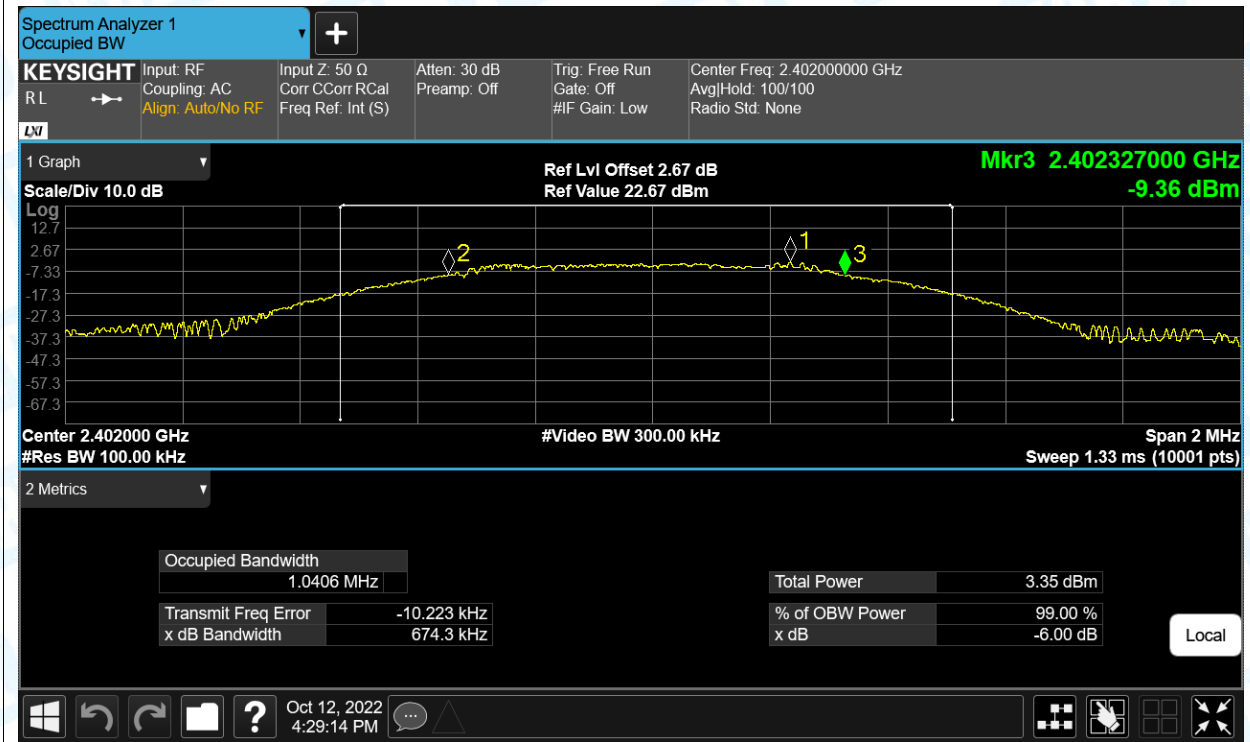 Spectrum Analyzer 1
Occupied BW
+
KEYSIGHT
R L
LXI
Input: RF
Coupling: AC
Align: Auto/No RF
Input Z: 50 Ω
Corr CCorr RCal
Freq Ref: Int (S)
Atten: 30 dB
Preamp: Off
Trig: Free Run
Gate: Off
#IF Gain: Low
Center Freq: 2.402000000 GHz
Avg|Hold: 100/100
Radio Std: None
1 Graph
Scale/Div 10.0 dB
Ref Lvl Offset 2.67 dB
Ref Value 22.67 dBm
Mkr3 2.402327000 GHz
-9.36 dBm
Log
12.7
2.67
-7.33
-17.3
-27.3
-37.3
-47.3
-57.3
-67.3
2
1
3
Center 2.402000 GHz
#Video BW 300.00 kHz
Span 2 MHz
#Res BW 100.00 kHz
Sweep 1.33 ms (10001 pts)
2 Metrics
Occupied Bandwidth
1.0406 MHz
Transmit Freq Error -10.223 kHz
x dB Bandwidth 674.3 kHz
Total Power 3.35 dBm
% of OBW Power 99.00 %
x dB -6.00 dB
Local
?
Oct 12, 2022
4:29:14 PM